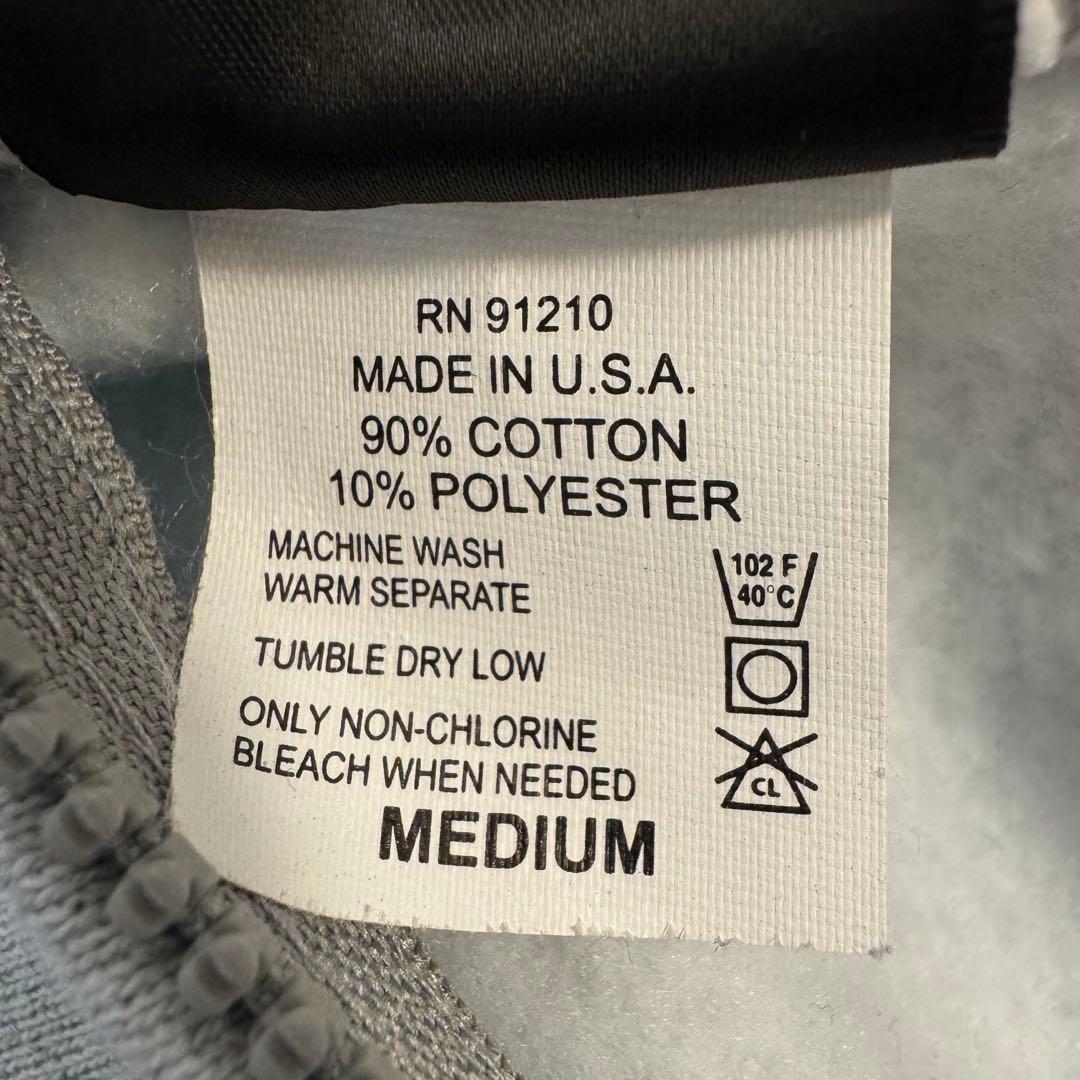 RN 91210
MADE IN U.S.A.
90% COTTON
10% POLYESTER
MACHINE WASH
WARM SEPARATE
102 F
40°C
TUMBLE DRY LOW
ONLY NON-CHLORINE
BLEACH WHEN NEEDED
CL
MEDIUM